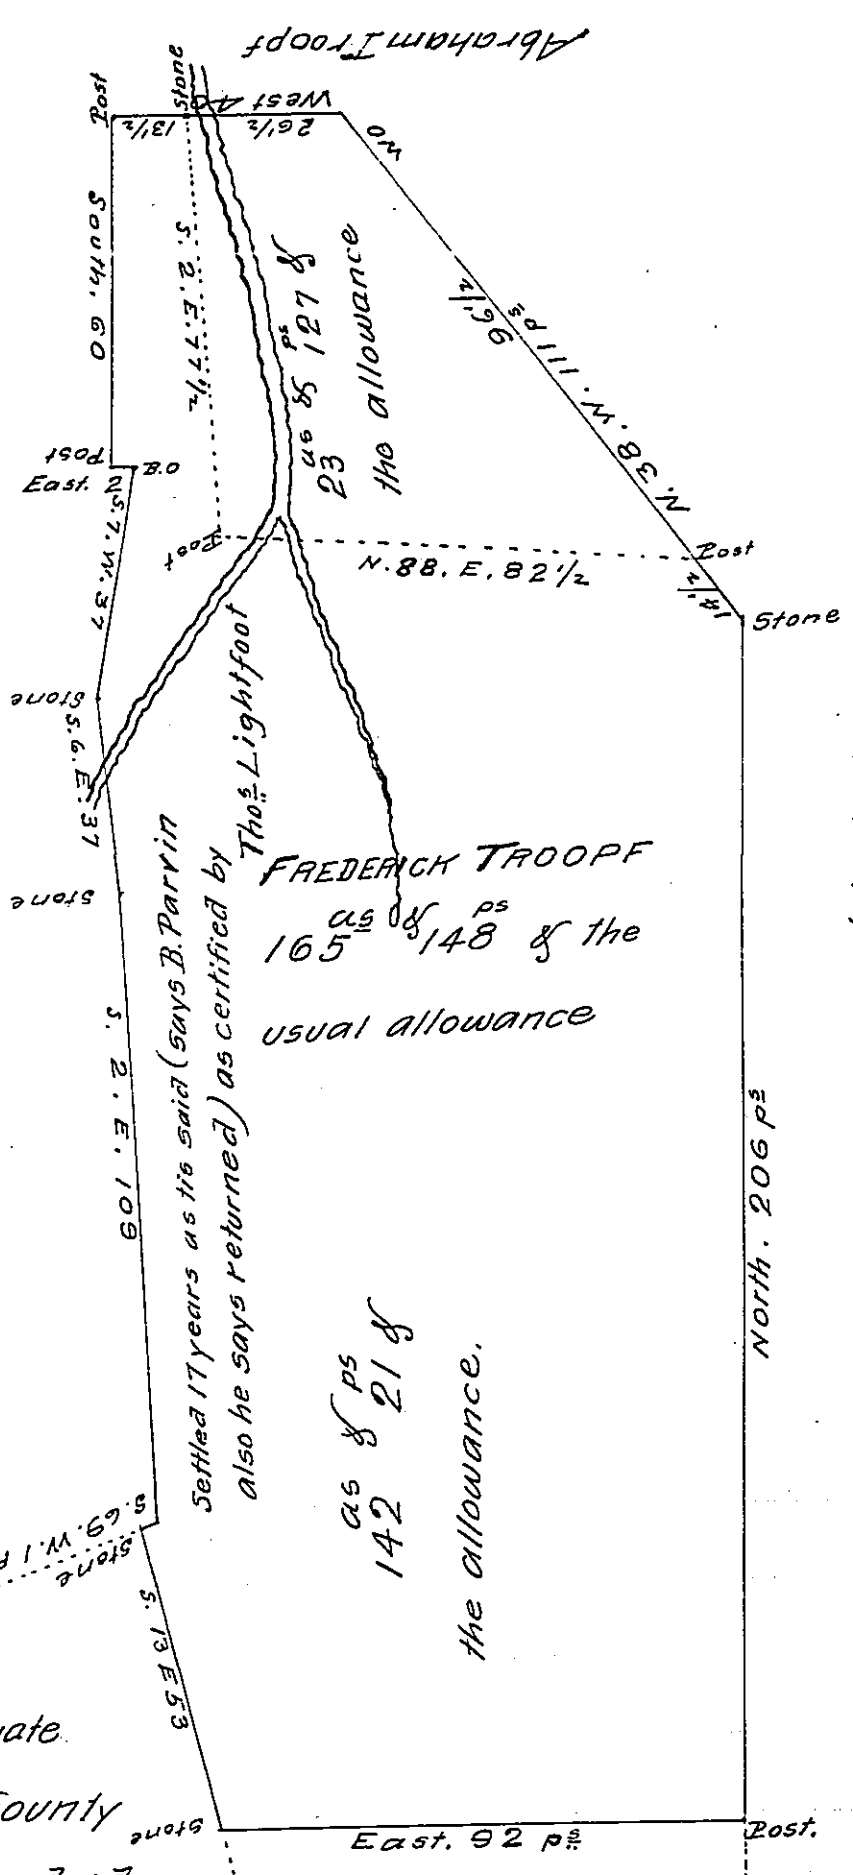 Abraham Troopf
Post
stone
West 40
13 1/2
26 1/2
W O
South. 60
S. 2. E. 77 1/2
23 as & 127 ps &
the allowance
96 1/2
N. 38. W. 111 ps
Post
East. 2
B. O
S. 7. W. 37
Post
N. 88. E. 82 1/2
Post
14 1/2
Stone
Stone
S. 6. E. 37
Stone
Thos Lightfoot
Settled 17 years as tis said (says B. Parvin
also he says returned) as certified by
FREDERICK TROOPF
165 as & 148 ps & the
usual allowance
S. 2. E. 109
North. 206 ps
142 as & 21 ps &
the allowance.
S. 69. W. 1
stone
S. 13 E 53
County
Stone
East. 92 ps
Post.